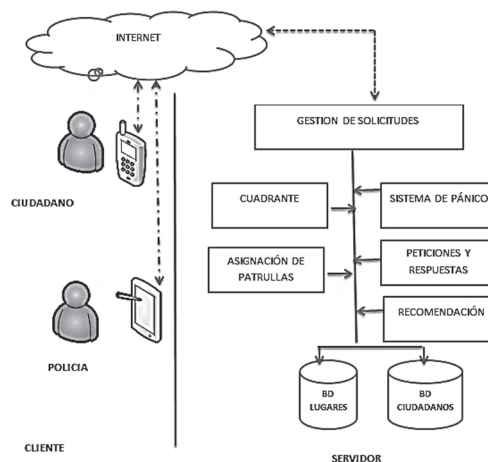 INTERNET
GESTION DE SOLICITUDES
CIUDADANO
CUADRANTE
SISTEMA DE PÁNICO
ASIGNACIÓN DE
PATRULLAS
PETICIONES Y
RESPUESTAS
RECOMENDACIÓN
POLICIA
BD
LUGARES
BD
CIUDADANOS
CLIENTE
SERVIDOR